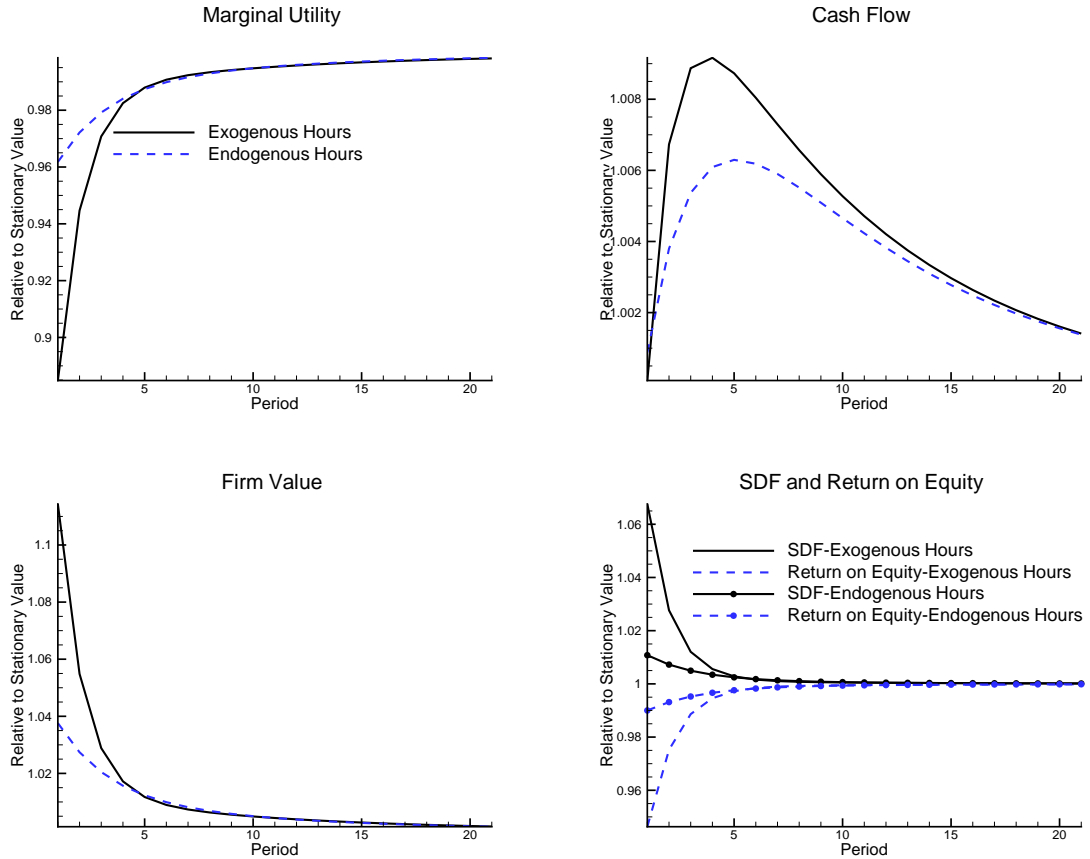 Marginal Utility
Relative to Stationary Value
0.98
0.96
0.94
0.92
0.9
Exogenous Hours
Endogenous Hours
5
10
15
20
Period
Cash Flow
Relative to Stationary Value
1.008
1.006
1.004
1.002
5
10
15
20
Period
Firm Value
Relative to Stationary Value
1.1
1.08
1.06
1.04
1.02
5
10
15
20
Period
SDF and Return on Equity
Relative to Stationary Value
1.06
1.04
1.02
1
0.98
0.96
SDF-Exogenous Hours
Return on Equity-Exogenous Hours
SDF-Endogenous Hours
Return on Equity-Endogenous Hours
5
10
15
20
Period